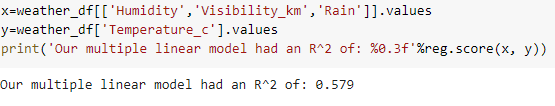 x=weather_df[['Humidity','Visibility_km','Rain']].values
y=weather_df['Temperature_c'].values
print('Our multiple linear model had an R^2 of: %0.3f'%reg.score(x, y))
Our multiple linear model had an R^2 of: 0.579